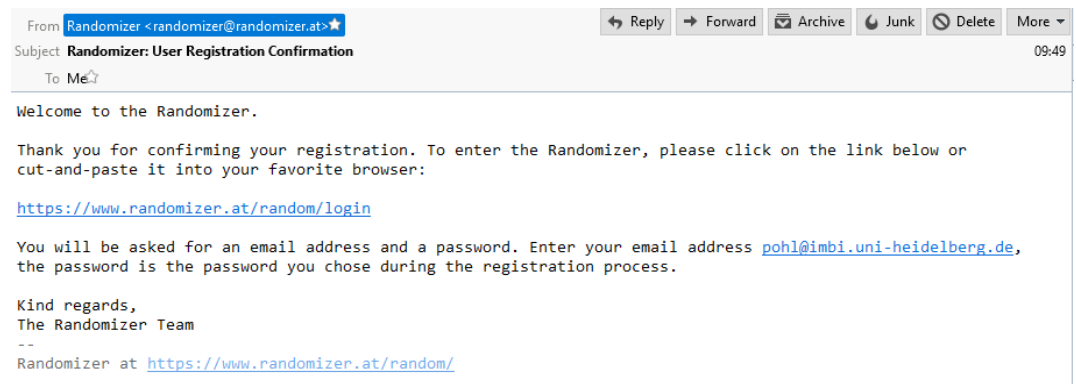 From Randomizer <randomizer@randomizer.at>
Reply Forward Archive Junk Delete More
Subject Randomizer: User Registration Confirmation 09:49
To Me
Welcome to the Randomizer.
Thank you for confirming your registration. To enter the Randomizer, please click on the link below or
cut-and-paste it into your favorite browser:
https://www.randomizer.at/random/login
You will be asked for an email address and a password. Enter your email address pohl@imbi.uni-heidelberg.de,
the password is the password you chose during the registration process.
Kind regards,
The Randomizer Team
--
Randomizer at https://www.randomizer.at/random/